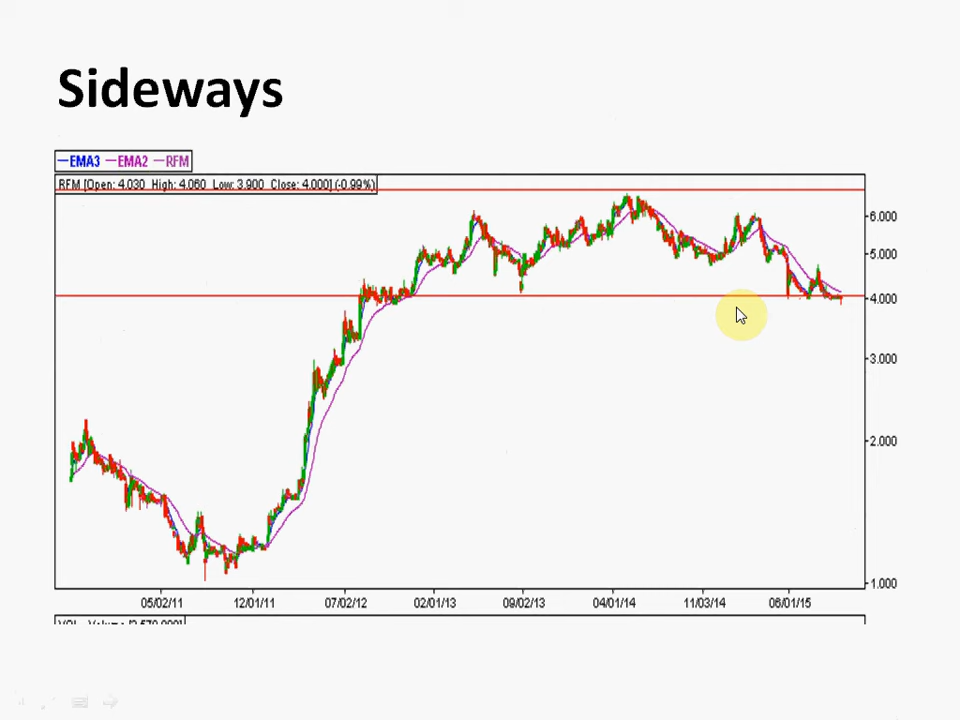 Sideways
—EMA3 —EMA2 —RFM
RFM [Open: 4.030 High: 4.060 Low: 3.900 Close: 4.000] (-0.99%)
6.000
5.000
4.000
3.000
2.000
1.000
05/02/11 12/01/11 07/02/12 02/01/13 09/02/13 04/01/14 11/03/14 06/01/15